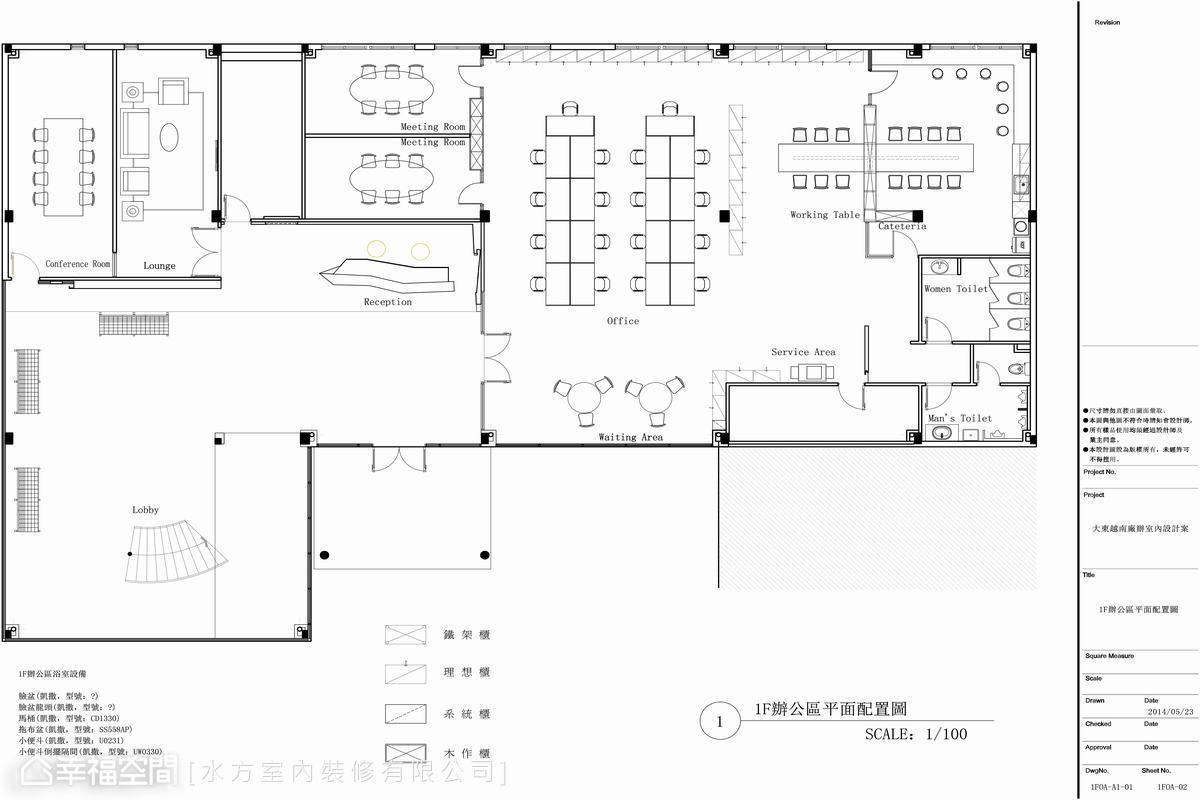 Revision
Meeting Room
Meeting Room
Conference Room
Lounge
Reception
Working Table
Cateteria
Women Toilet
Office
Service Area
Man's Toilet
Waiting Area
Lobby
鐵架櫃
理想櫃
系統櫃
木作櫃
1F辦公區浴室設備
臉盆(凱撒，型號：?)
臉盆龍頭(凱撒，型號：?)
馬桶(凱撒，型號：CD1330)
拖布盆(凱撒，型號：SS558AP)
小便斗(凱撒，型號：U0231)
小便斗倒擺隔間(凱撒，型號：UW0330)
幸福空間[水方室內裝修有限公司]
1
1F辦公區平面配置圖
SCALE: 1/100
●尺寸請勿直接由圖面量取。
●本圖與他圖不符合時請知會設計師。
●所有樣品使用均須經過設計師及
業主同意。
●本設計圖說為版權所有，未經許可
不得擅用。
Project No.
Project
大東越南廠辦室內設計案
Title
1F辦公區平面配置圖
Square Measure
Scale
Drawn Date
2014/05/23
Checked Date
Approval Date
DwgNo. Sheet No.
1F0A-A1-01 1F0A-02